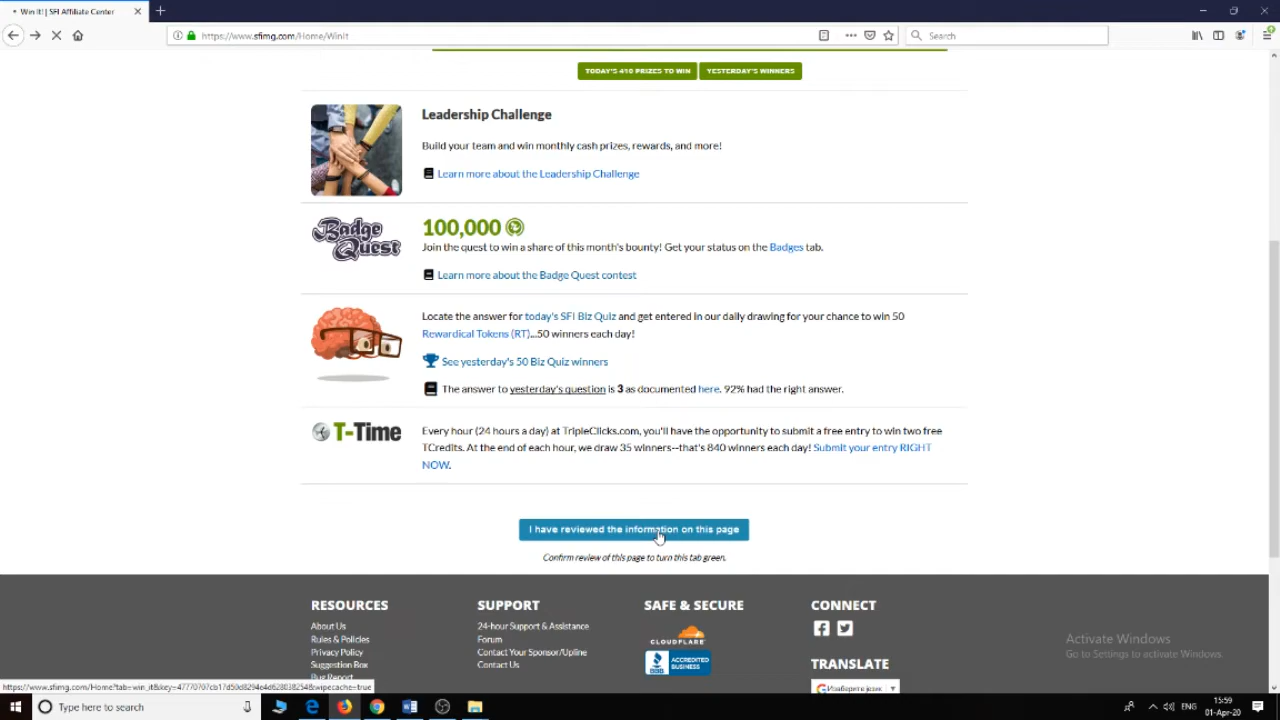 Win It! | SFI Affiliate Center
https://www.sfimg.com/Home/WinIt
Search
TODAY'S 410 PRIZES TO WIN
YESTERDAY'S WINNERS
Leadership Challenge
Build your team and win monthly cash prizes, rewards, and more!
Learn more about the Leadership Challenge
Badge Quest
100,000
Join the quest to win a share of this month's bounty! Get your status on the Badges tab.
Learn more about the Badge Quest contest
Locate the answer for today's SFI Biz Quiz and get entered in our daily drawing for your chance to win 50
Rewardical Tokens (RT)...50 winners each day!
See yesterday's 50 Biz Quiz winners
The answer to yesterday's question is 3 as documented here. 92% had the right answer.
T-Time
Every hour (24 hours a day) at TripleClicks.com, you'll have the opportunity to submit a free entry to win two free
TCredits. At the end of each hour, we draw 35 winners--that's 840 winners each day! Submit your entry RIGHT
NOW.
I have reviewed the information on this page
Confirm review of this page to turn this tab green.
RESOURCES
About Us
Rules & Policies
Privacy Policy
Suggestion Box
Bug Report
SUPPORT
24-hour Support & Assistance
Forum
Contact Your Sponsor/Upline
Contact Us
SAFE & SECURE
CLOUDFLARE
BBB
ACCREDITED
BUSINESS
CONNECT
TRANSLATE
Изаберите језик
Activate Windows
Go to Settings to activate Windows.
Type here to search
ENG
15:59
01-Apr-20